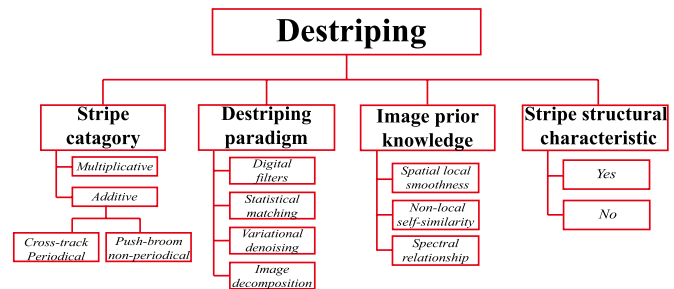 Destriping
Stripe
catagory
Multiplicative
Additive
Cross-track
Periodical
Push-broom
non-periodical
Destriping
paradigm
Digital
filters
Statistical
matching
Variational
denoising
Image
decomposition
Image prior
knowledge
Spatial local
smoothness
Non-local
self-similarity
Spectral
relationship
Stripe structural
characteristic
Yes
No